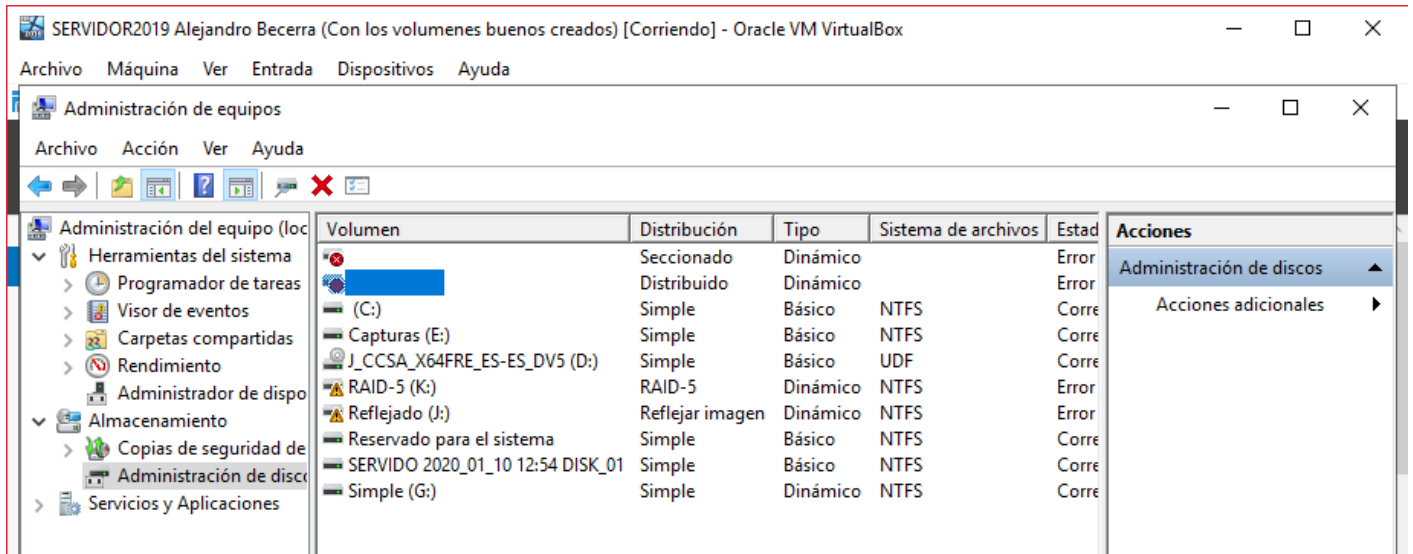 SERVIDOR2019 Alejandro Becerra (Con los volumenes buenos creados) [Corriendo] - Oracle VM VirtualBox
Archivo Máquina Ver Entrada Dispositivos Ayuda
Administración de equipos
Archivo Acción Ver Ayuda
Administración del equipo (loc
Herramientas del sistema
Programador de tareas
Visor de eventos
Carpetas compartidas
Rendimiento
Administrador de dispo
Almacenamiento
Copias de seguridad de
Administración de disco
Servicios y Aplicaciones
Volumen Distribución Tipo Sistema de archivos Estad
Seccionado Dinámico Error
Distribuido Dinámico Error
(C:) Simple Básico NTFS Corre
Capturas (E:) Simple Básico NTFS Corre
J_CCSA_X64FRE_ES-ES_DV5 (D:) Simple Básico UDF Corre
RAID-5 (K:) RAID-5 Dinámico NTFS Error
Reflejado (J:) Reflejar imagen Dinámico NTFS Error
Reservado para el sistema Simple Básico NTFS Corre
SERVIDO 2020_01_10 12:54 DISK_01 Simple Básico NTFS Corre
Simple (G:) Simple Dinámico NTFS Corre
Acciones
Administración de discos
Acciones adicionales